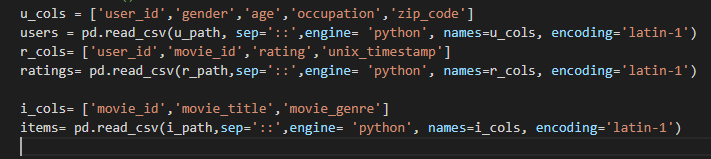 u_cols = ['user_id','gender','age','occupation','zip_code']
users = pd.read_csv(u_path, sep='::',engine= 'python', names=u_cols, encoding='latin-1')
r_cols= ['user_id','movie_id','rating','unix_timestamp']
ratings= pd.read_csv(r_path,sep='::',engine= 'python', names=r_cols, encoding='latin-1')
i_cols= ['movie_id','movie_title','movie_genre']
items= pd.read_csv(i_path,sep='::',engine= 'python', names=i_cols, encoding='latin-1')